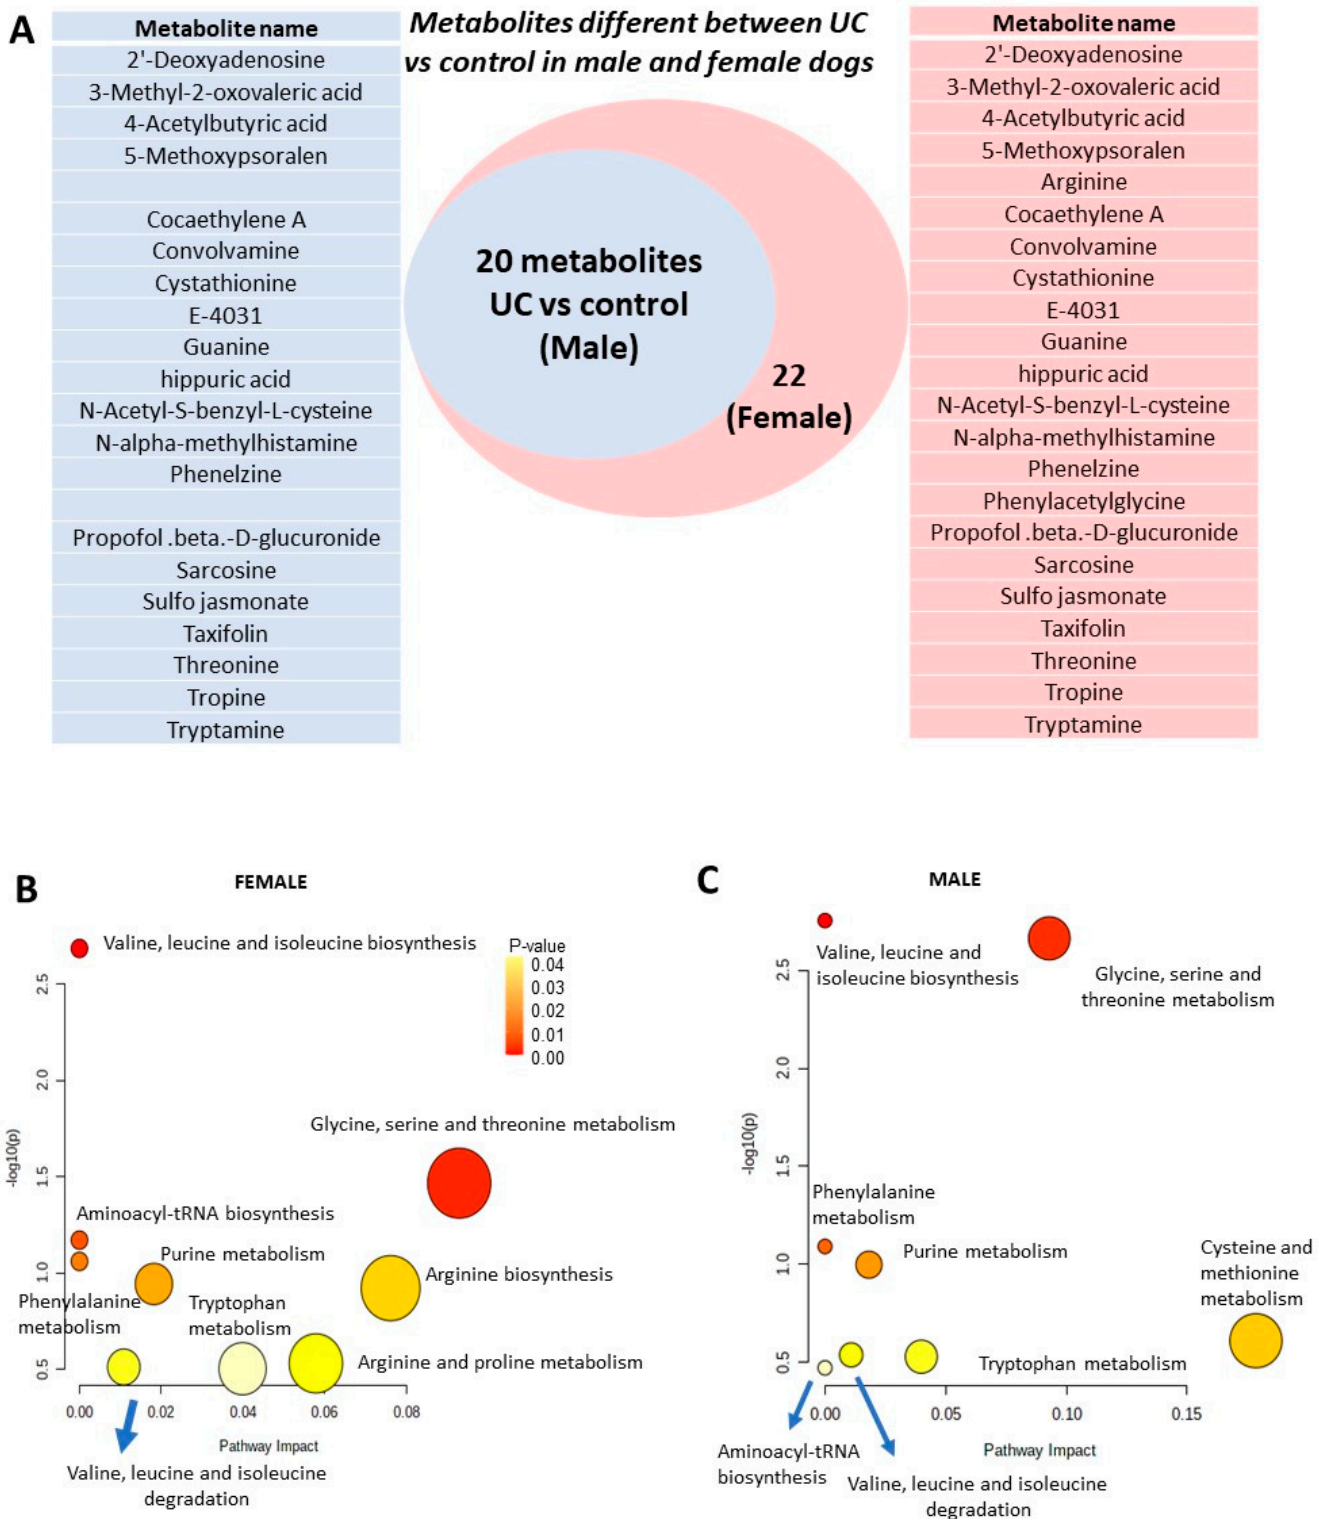 A
Metabolite name
2'-Deoxyadenosine
3-Methyl-2-oxovaleric acid
4-Acetylbutyric acid
5-Methoxypsoralen
Cocaethylene A
Convolvamine
Cystathionine
E-4031
Guanine
hippuric acid
N-Acetyl-S-benzyl-L-cysteine
N-alpha-methylhistamine
Phenelzine
Propofol .beta.-D-glucuronide
Sarcosine
Sulfo jasmonate
Taxifolin
Threonine
Tropine
Tryptamine
Metabolites different between UC
vs control in male and female dogs
20 metabolites
UC vs control
(Male)
22
(Female)
Metabolite name
2'-Deoxyadenosine
3-Methyl-2-oxovaleric acid
4-Acetylbutyric acid
5-Methoxypsoralen
Arginine
Cocaethylene A
Convolvamine
Cystathionine
E-4031
Guanine
hippuric acid
N-Acetyl-S-benzyl-L-cysteine
N-alpha-methylhistamine
Phenelzine
Phenylacetylglycine
Propofol .beta.-D-glucuronide
Sarcosine
Sulfo jasmonate
Taxifolin
Threonine
Tropine
Tryptamine
B
FEMALE
Valine, leucine and isoleucine biosynthesis
P-value
0.04
0.03
0.02
0.01
0.00
2.5
2.0
1.5
1.0
0.5
-log10(p)
Glycine, serine and threonine metabolism
Aminoacyl-tRNA biosynthesis
Purine metabolism
Arginine biosynthesis
Phenylalanine
metabolism
Tryptophan
metabolism
Arginine and proline metabolism
0.00
0.02
0.04
0.06
0.08
Pathway Impact
Valine, leucine and isoleucine
degradation
C
MALE
Valine, leucine and
isoleucine biosynthesis
Glycine, serine and
threonine metabolism
2.5
2.0
1.5
1.0
0.5
-log10(p)
Phenylalanine
metabolism
Purine metabolism
Cysteine and
methionine
metabolism
Tryptophan metabolism
0.00
0.05
0.10
0.15
Pathway Impact
Aminoacyl-tRNA
biosynthesis
Valine, leucine and isoleucine
degradation